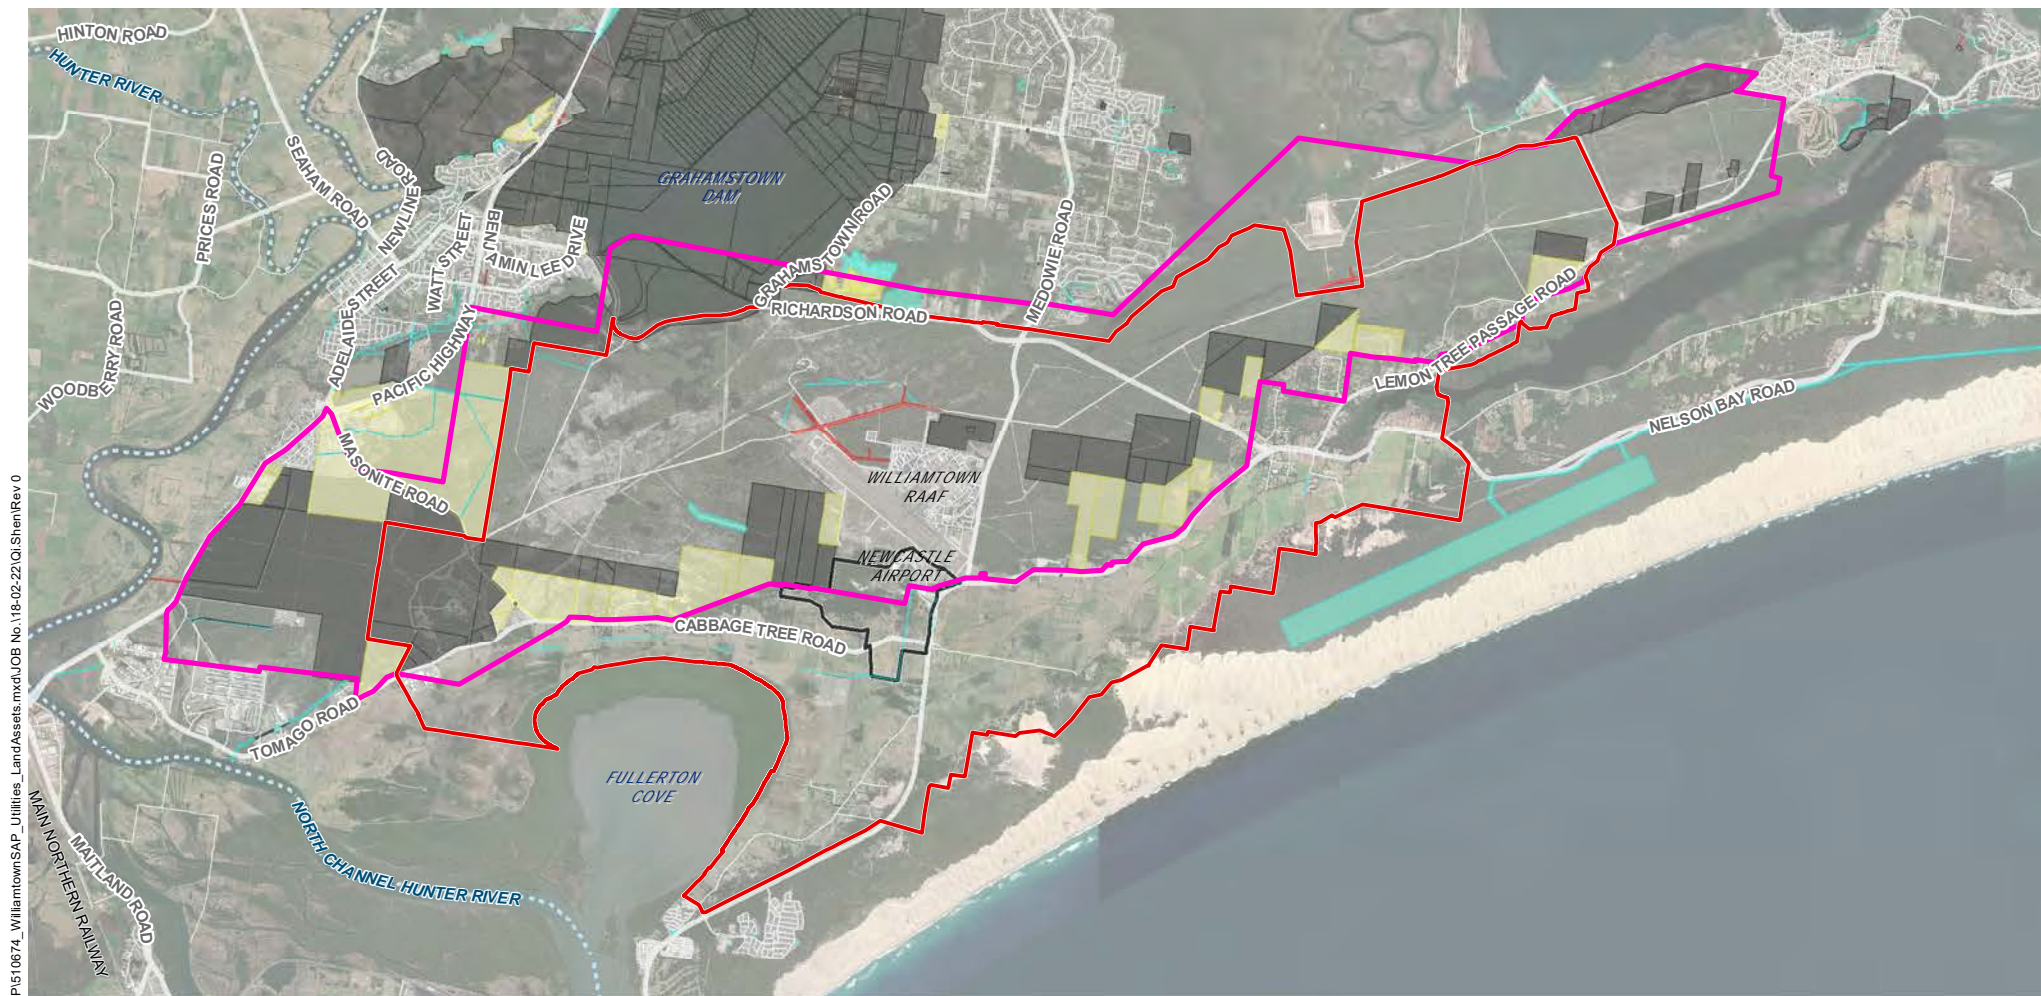 HINTON ROAD
HUNTER RIVER
SEAHAM ROAD
PRICES ROAD
NEWLINE ROAD
WATT STREET
BENJAMIN LEE DRIVE
ADELAIDE STREET
PACIFIC HIGHWAY
WOODBERRY ROAD
MASONITE ROAD
GRAHAMSTOWN
DAM
GRAHAMSTOWN ROAD
RICHARDSON ROAD
MEDOWIE ROAD
LEMON TREE PASSAGE ROAD
NELSON BAY ROAD
WILLIAMTOWN
RAAF
NEWCASTLE
AIRPORT
CABBAGE TREE ROAD
TOMAGO ROAD
FULLERTON
COVE
NORTH CHANNEL HUNTER RIVER
MAITLAND ROAD
MAIN NORTHERN RAILWAY
P\510674_WilliamtownSAP_Utilities_LandAssets.mxd\JOB No.\18-02-22\Qi.Shen\Rev 0